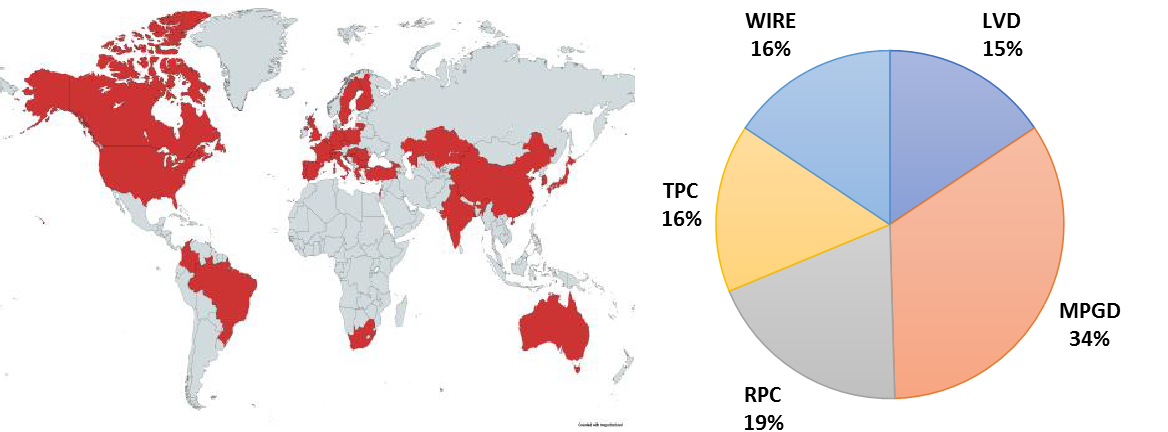 WIRE
16%
LVD
15%
TPC
16%
MPGD
34%
RPC
19%